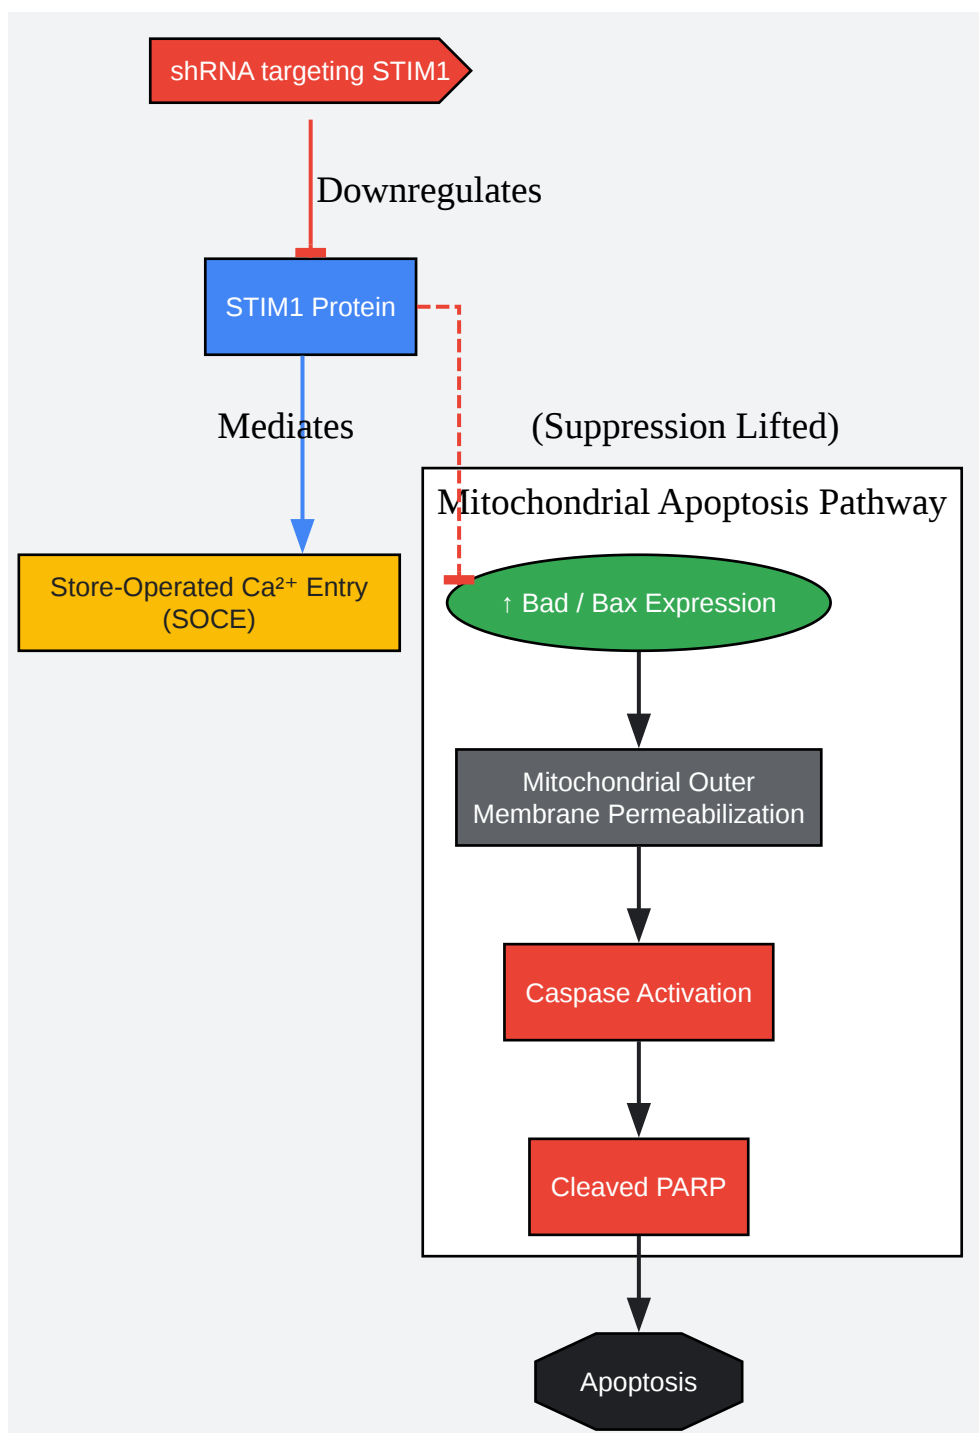 shRNA targeting STIM1
Downregulates
STIM1 Protein
Mediates
(Suppression Lifted)
Mitochondrial Apoptosis Pathway
Store-Operated Ca²⁺ Entry
(SOCE)
↑ Bad / Bax Expression
Mitochondrial Outer
Membrane Permeabilization
Caspase Activation
Cleaved PARP
Apoptosis